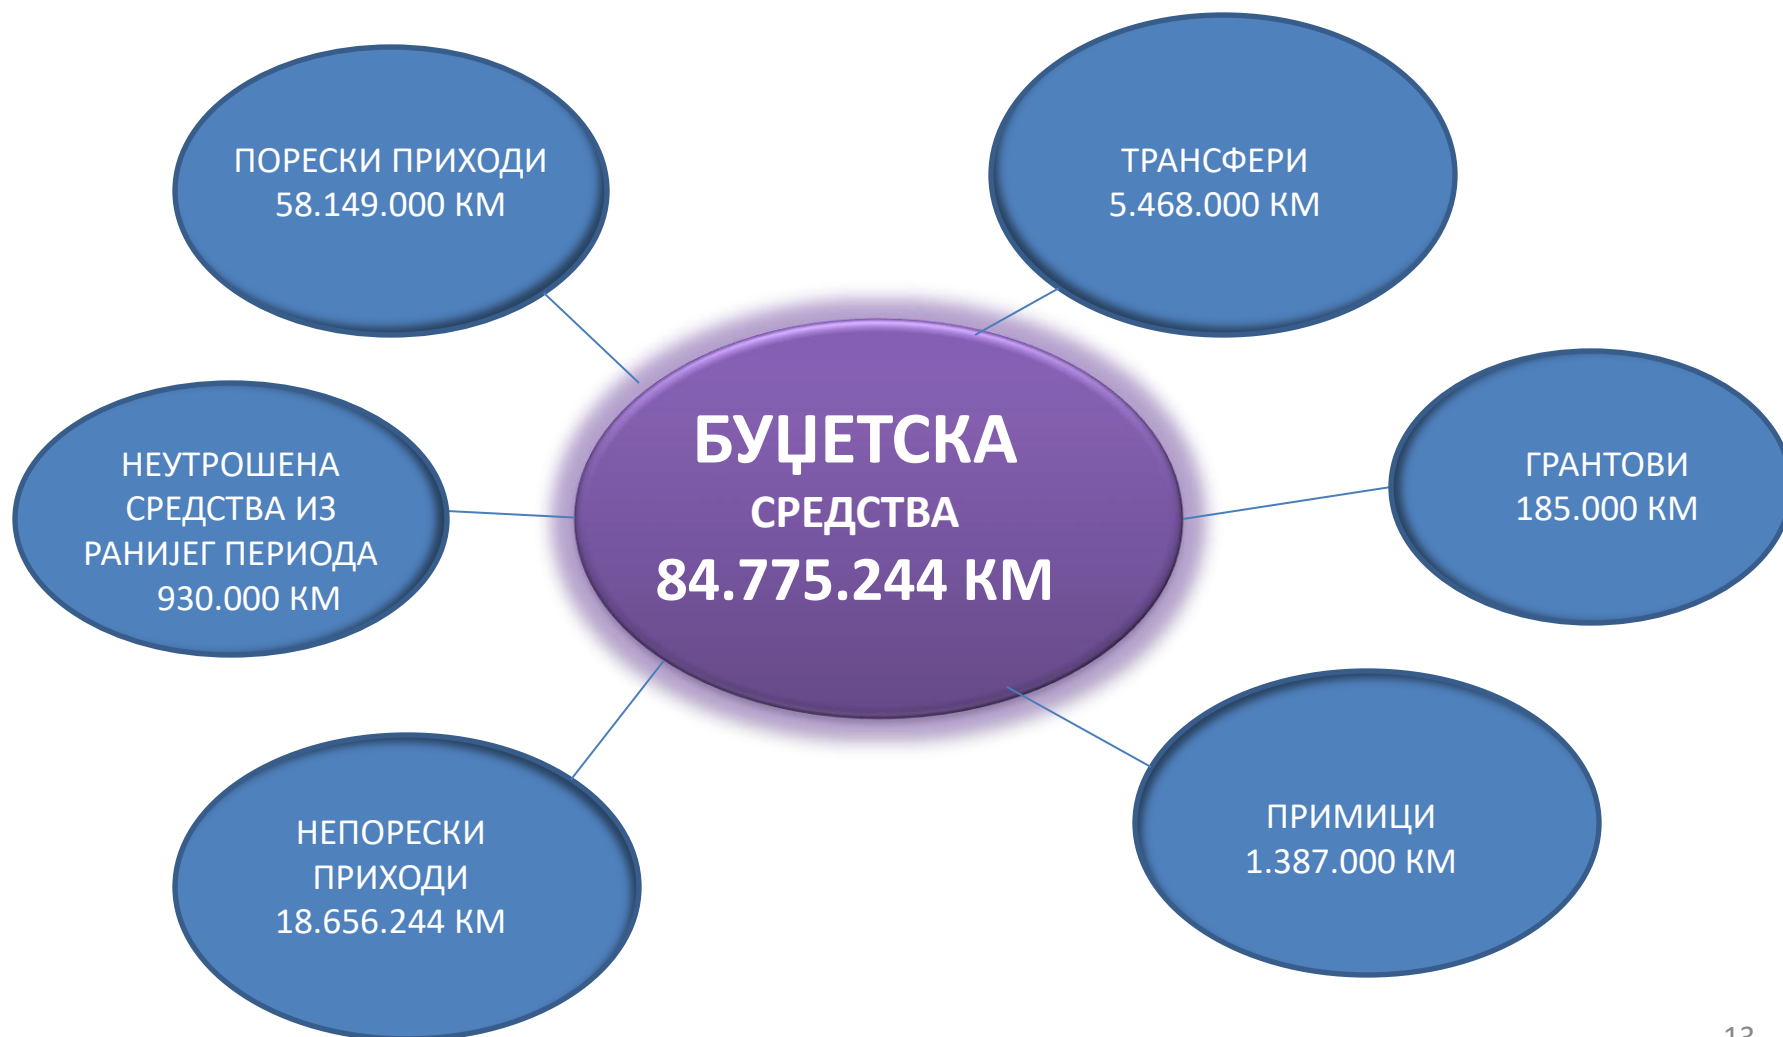 ПОРЕСКИ ПРИХОДИ
58.149.000 КМ
ТРАНСФЕРИ
5.468.000 КМ
НЕУТРОШЕНА
СРЕДСТВА ИЗ
РАНИЈЕГ ПЕРИОДА
930.000 КМ
БУЏЕТСКА
СРЕДСТВА
84.775.244 КМ
ГРАНТОВИ
185.000 КМ
НЕПОРЕСКИ
ПРИХОДИ
18.656.244 КМ
ПРИМИЦИ
1.387.000 КМ
13